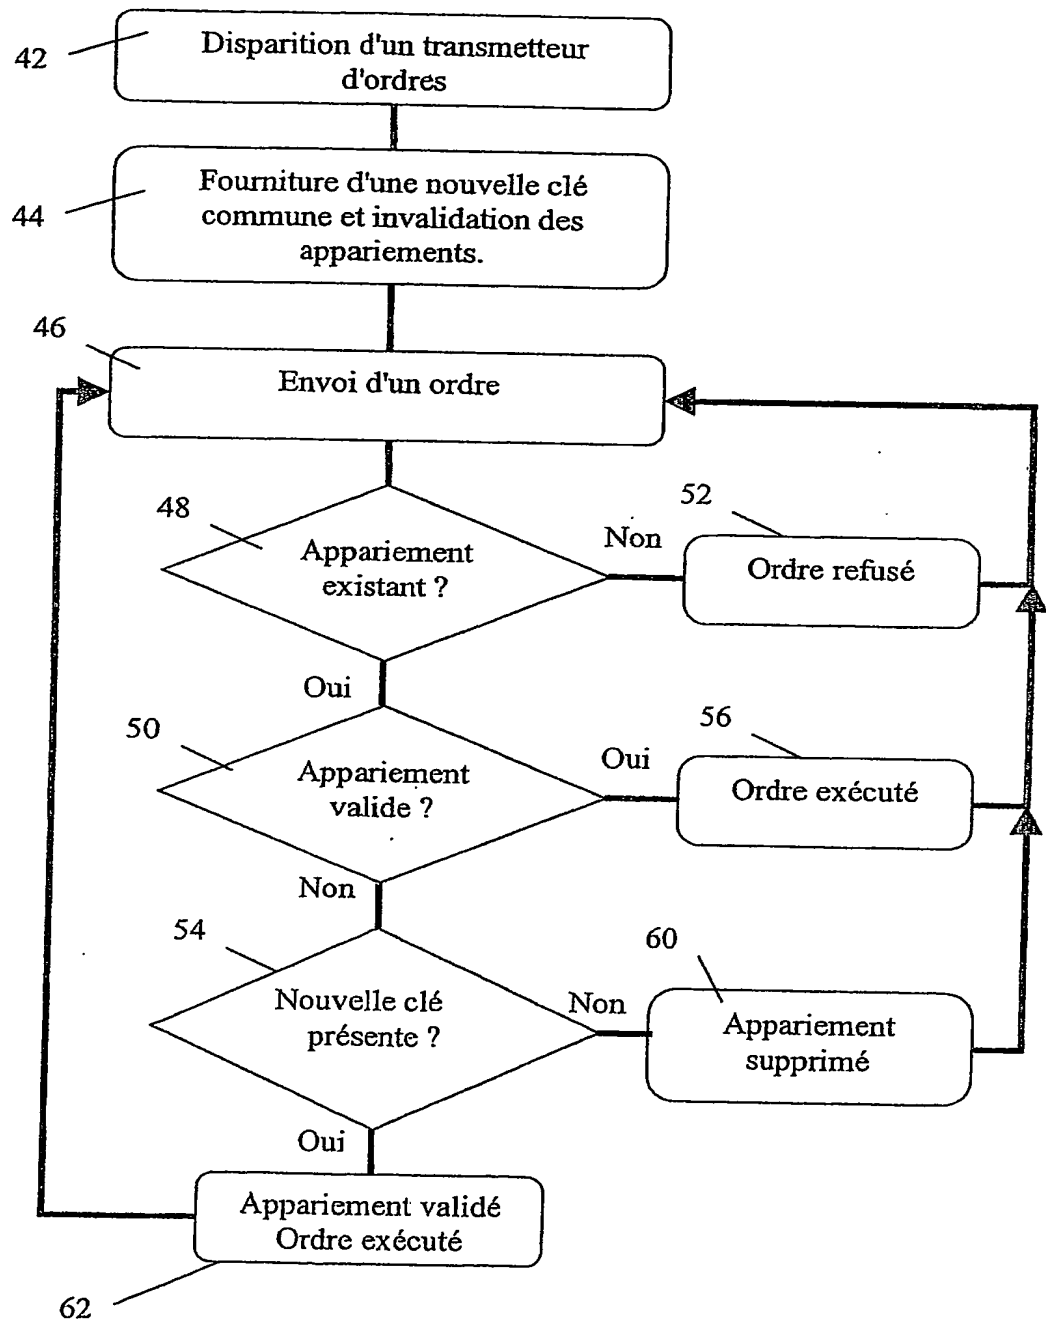 42
Disparition d'un transmetteur
d'ordres
44
Fourniture d'une nouvelle clé
commune et invalidation des
appariements.
46
Envoi d'un ordre
48
Appariement
existant ?
Non
52
Ordre refusé
Oui
50
Appariement
valide ?
Oui
56
Ordre exécuté
Non
54
Nouvelle clé
présente ?
Non
60
Appariement
supprimé
Oui
Appariement validé
Ordre exécuté
62